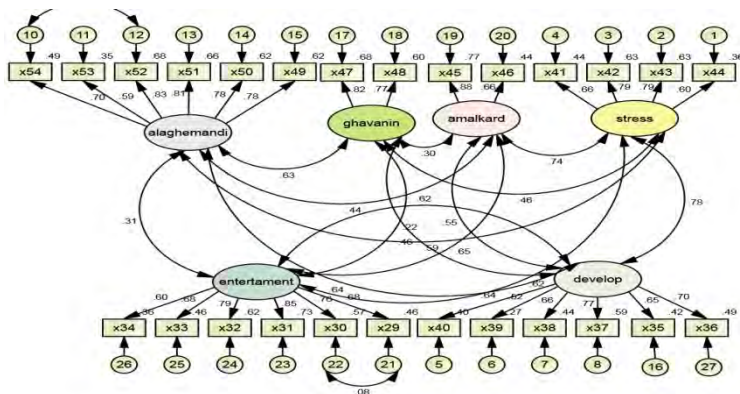 10 11 12 13 14 15 17 18 19 20 4 3 2 1
.49 .35 .68 .66 .62 .62 .68 .60 .77 .44 .44 .63 .63 .36
x54 x53 x52 x51 x50 x49 x47 x48 x45 x46 x41 x42 x43 x44
.70 .59 .83 .81 .78 .78 .82 .77 .88 .66 .66 .79 .79 .60
alaghemandi ghavanin amalkard stress
.30 .74
.63
.62
.31 .44 .46 .78
.22 .55
.46 .59 .65
entertament develop
.64 .62
.60 .68 .79 .85 .76 .68 .64 .52 .66 .77 .65 .70
.36 .46 .62 .73 .57 .46 .40 .27 .44 .59 .42 .49
x34 x33 x32 x31 x30 x29 x40 x39 x38 x37 x35 x36
26 25 24 23 22 21 5 6 7 8 16 27
.08